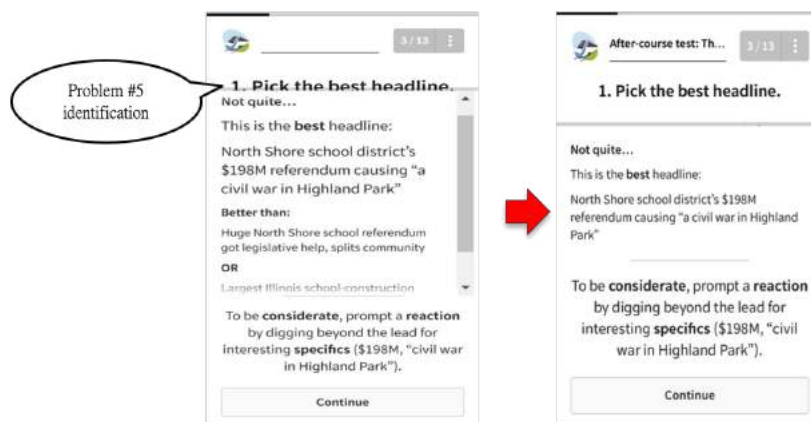 Problem #5
identification
3 / 13
1. Pick the best headline.
Not quite...
This is the best headline:
North Shore school district's
$198M referendum causing "a
civil war in Highland Park"
Better than:
Huge North Shore school referendum
got legislative help, splits community
OR
Largest Illinois school-construction
To be considerate, prompt a reaction
by digging beyond the lead for
interesting specifics ($198M, "civil war
in Highland Park").
Continue
After-course test: Th...
3 / 13
1. Pick the best headline.
Not quite...
This is the best headline:
North Shore school district's $198M
referendum causing "a civil war in Highland
Park"
To be considerate, prompt a reaction
by digging beyond the lead for
interesting specifics ($198M, "civil
war in Highland Park").
Continue